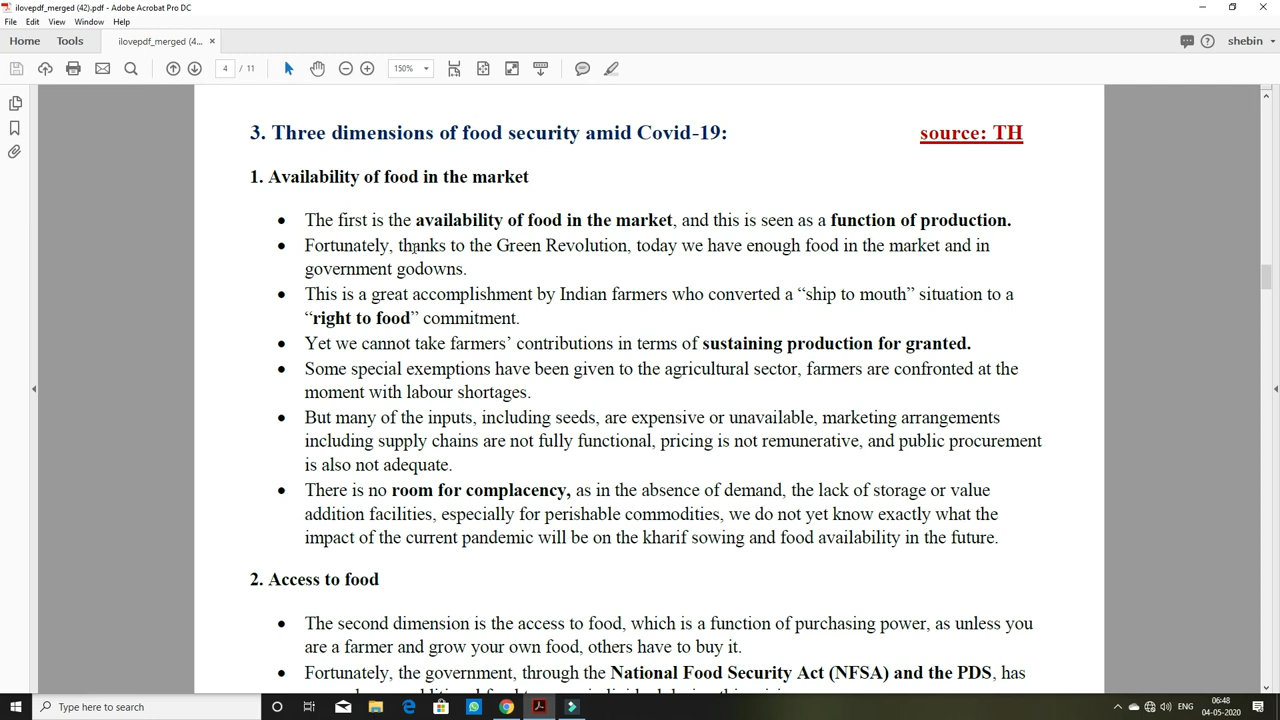 ilovepdf_merged (42).pdf - Adobe Acrobat Pro DC
File Edit View Window Help
Home Tools ilovepdf_merged (4... × ? shebin
4 / 11 150%
3. Three dimensions of food security amid Covid-19: source: TH
1. Availability of food in the market
• The first is the availability of food in the market, and this is seen as a function of production.
• Fortunately, thanks to the Green Revolution, today we have enough food in the market and in
government godowns.
• This is a great accomplishment by Indian farmers who converted a “ship to mouth” situation to a
“right to food” commitment.
• Yet we cannot take farmers’ contributions in terms of sustaining production for granted.
• Some special exemptions have been given to the agricultural sector, farmers are confronted at the
moment with labour shortages.
• But many of the inputs, including seeds, are expensive or unavailable, marketing arrangements
including supply chains are not fully functional, pricing is not remunerative, and public procurement
is also not adequate.
• There is no room for complacency, as in the absence of demand, the lack of storage or value
addition facilities, especially for perishable commodities, we do not yet know exactly what the
impact of the current pandemic will be on the kharif sowing and food availability in the future.
2. Access to food
• The second dimension is the access to food, which is a function of purchasing power, as unless you
are a farmer and grow your own food, others have to buy it.
• Fortunately, the government, through the National Food Security Act (NFSA) and the PDS, has
Type here to search ENG 06:48
04-05-2020